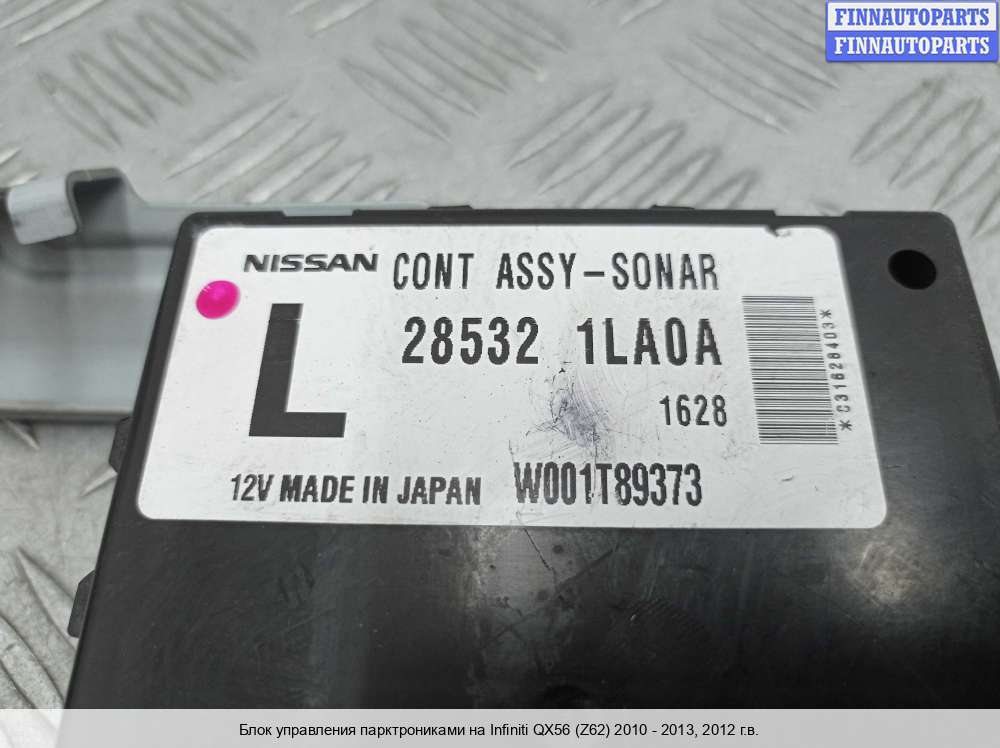 FINNAUTOPARTS
FINNAUTOPARTS
NISSAN CONT ASSY-SONAR
L
28532 1LA0A
1628
*C31628403*
12V MADE IN JAPAN W001T89373
Блок управления парктрониками на Infiniti QX56 (Z62) 2010 - 2013, 2012 г.в.